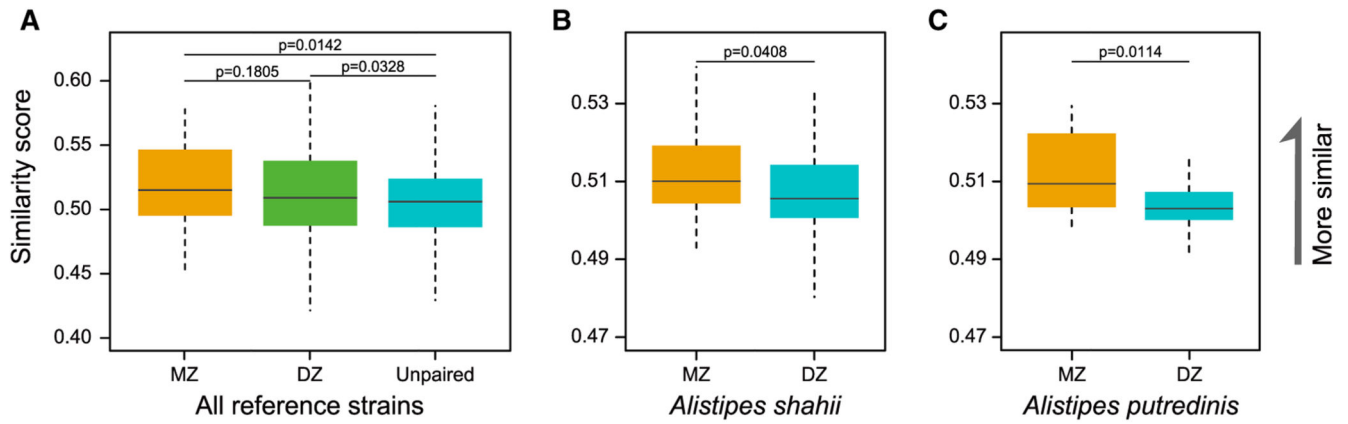 A
B
C
Similarity score
0.60
0.55
0.50
0.45
0.40
p=0.0142
p=0.1805
p=0.0328
MZ
DZ
Unpaired
All reference strains
0.53
0.51
0.49
0.47
p=0.0408
MZ
DZ
Alistipes shahii
0.53
0.51
0.49
0.47
p=0.0114
MZ
DZ
Alistipes putredinis
More similar